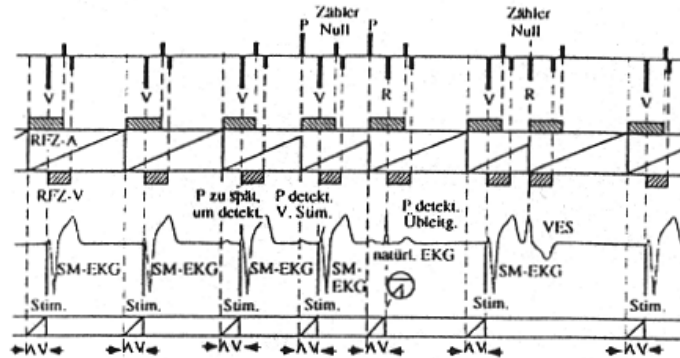 Zähler
Null
Zähler
Null
P
P
V
V
V
V
R
V
R
V
RFZ-A
RFZ-V
P zu spät,
um detekt.
P detekt.
V. Stim.
P detekt.
Übleitg.
natürl. EKG
VES
SM-EKG
SM-EKG
SM-EKG
SM-
EKG
SM-EKG
Stim.
Stim.
Stim.
Stim.
Stim.
Stim.
AV
AV
AV
AV
AV
AV
AV